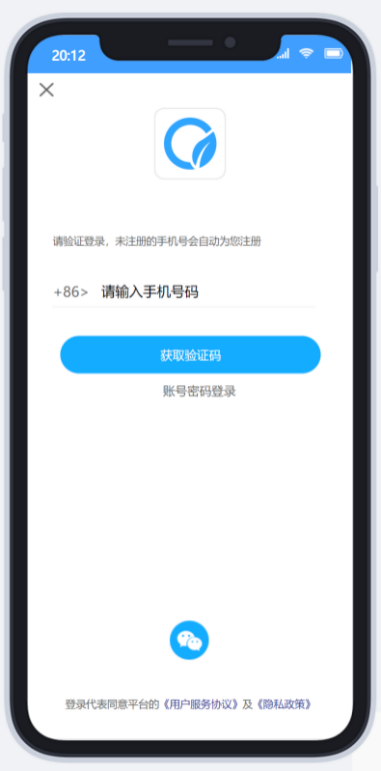 20:12
请验证登录，未注册的手机号会自动为您注册
+86> 请输入手机号码
获取验证码
账号密码登录
登录代表同意平台的《用户服务协议》及《隐私政策》